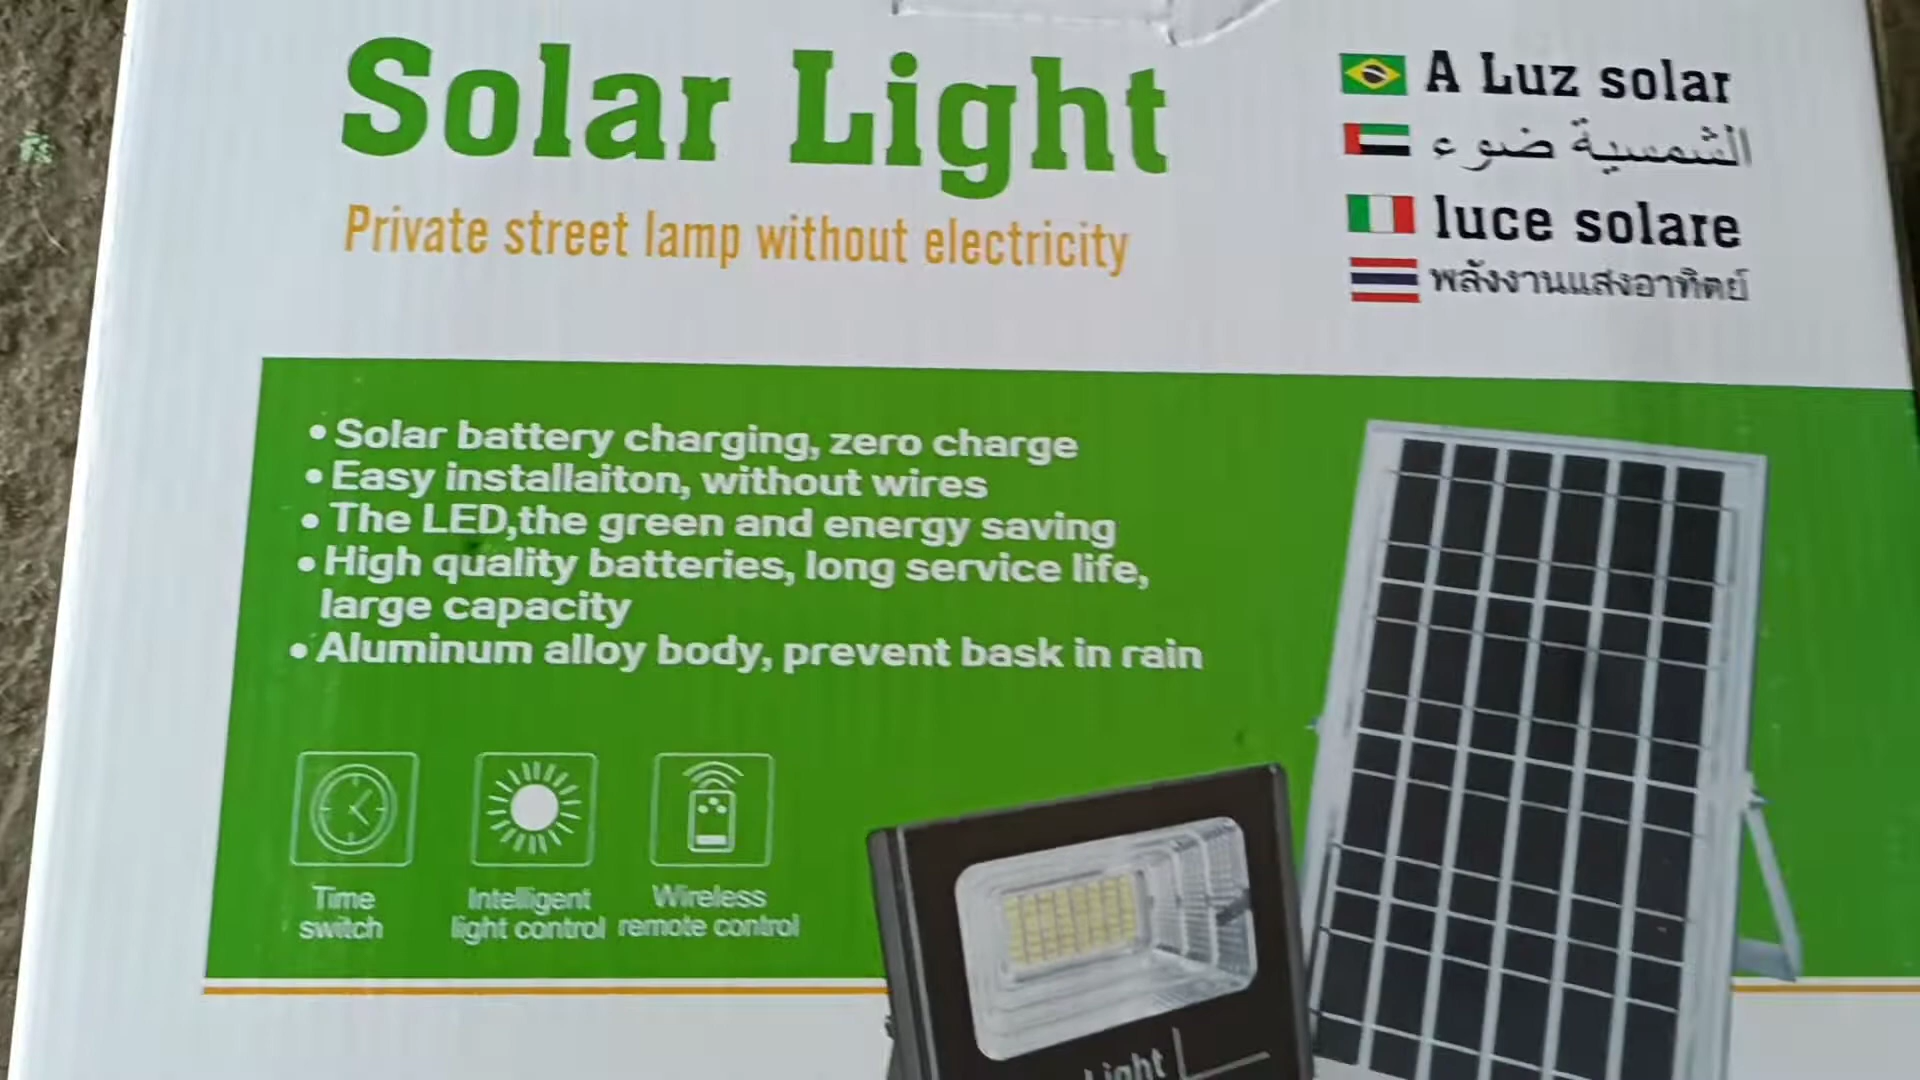 Solar Light
Private street lamp without electricity
A Luz solar
الشمسية ضوء
luce solare
พลังงานแสงอาทิตย์
• Solar battery charging, zero charge
• Easy installaiton, without wires
• The LED,the green and energy saving
• High quality batteries, long service life,
large capacity
• Aluminum alloy body, prevent bask in rain
Time
switch
Intelligent
light control
Wireless
remote control
Light